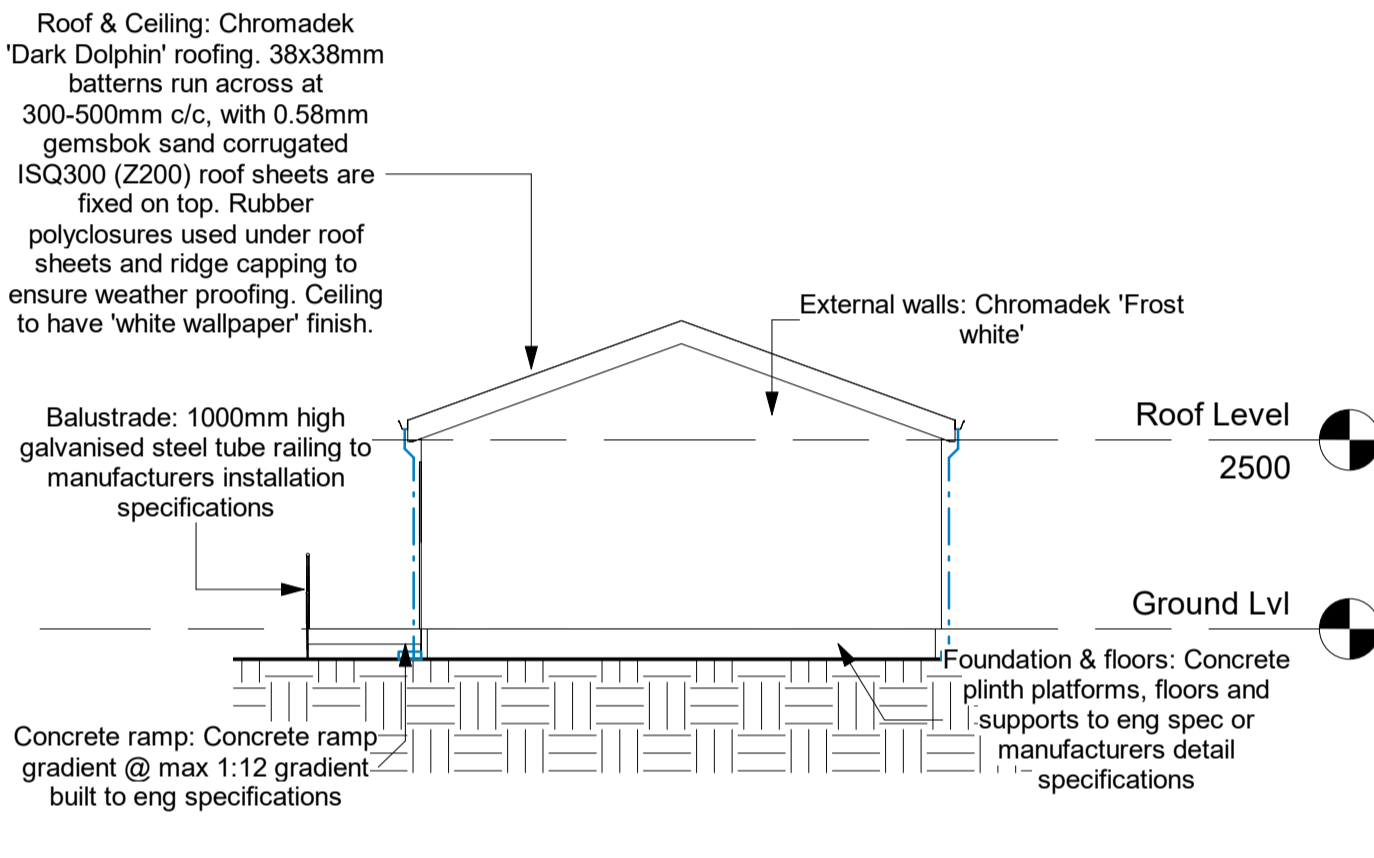 Roof & Ceiling: Chromadek
'Dark Dolphin' roofing. 38x38mm
batterns run across at
300-500mm c/c, with 0.58mm
gemsbok sand corrugated
ISQ300 (Z200) roof sheets are
fixed on top. Rubber
polyclosures used under roof
sheets and ridge capping to
ensure weather proofing. Ceiling
to have 'white wallpaper' finish.
External walls: Chromadek 'Frost
white'
Balustrade: 1000mm high
galvanised steel tube railing to
manufacturers installation
specifications
Roof Level
2500
Ground Lvl
Foundation & floors: Concrete
plinth platforms, floors and
supports to eng spec or
manufacturers detail
specifications
Concrete ramp: Concrete ramp
gradient @ max 1:12 gradient
built to eng specifications